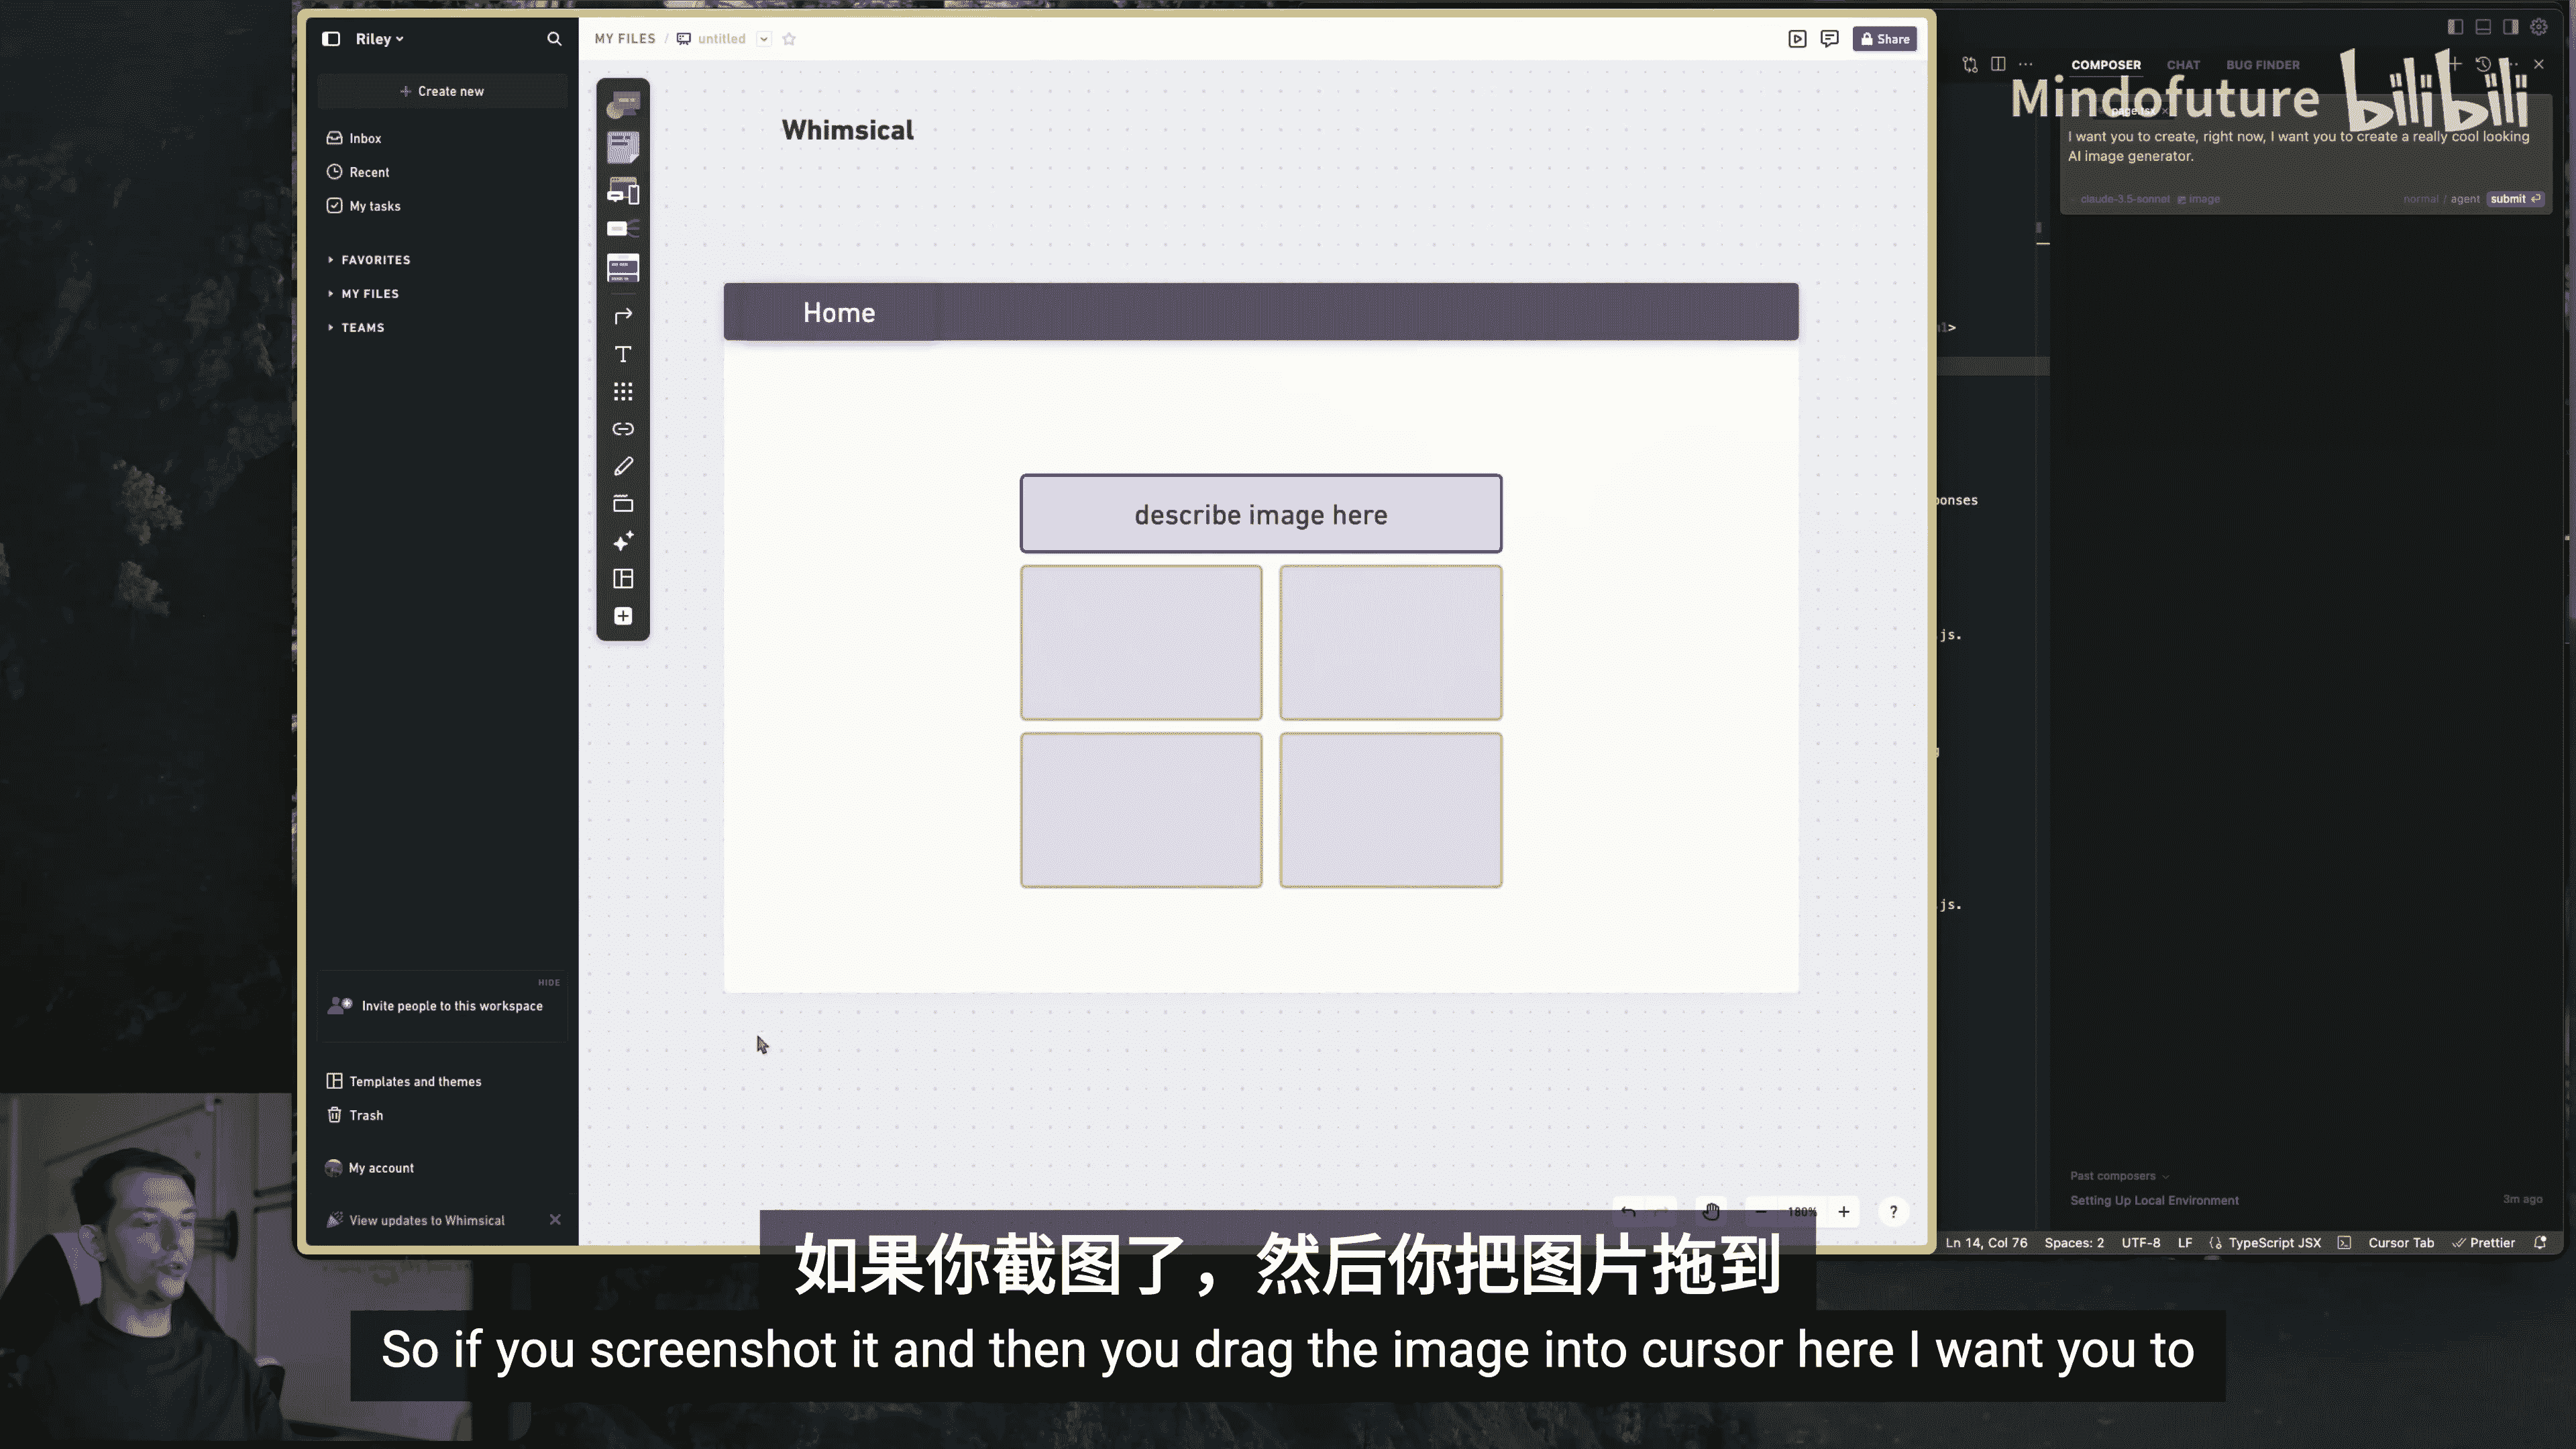 Riley
MY FILES / untitled
Share
Create new
Inbox
Recent
My tasks
FAVORITES
MY FILES
TEAMS
Whimsical
Home
describe image here
HIDE
Invite people to this workspace
Templates and themes
Trash
My account
View updates to Whimsical
180%
?
COMPOSER CHAT BUG FINDER
Mindofuture bilibili
page.tsx
I want you to create, right now, I want you to create a really cool looking
AI image generator.
claude-3.5-sonnet image normal / agent submit
l>
onses
js.
js.
Past composers
Setting Up Local Environment 3m ago
Ln 14, Col 76 Spaces: 2 UTF-8 LF TypeScript JSX Cursor Tab Prettier
如果你截图了，然后你把图片拖到
So if you screenshot it and then you drag the image into cursor here I want you to